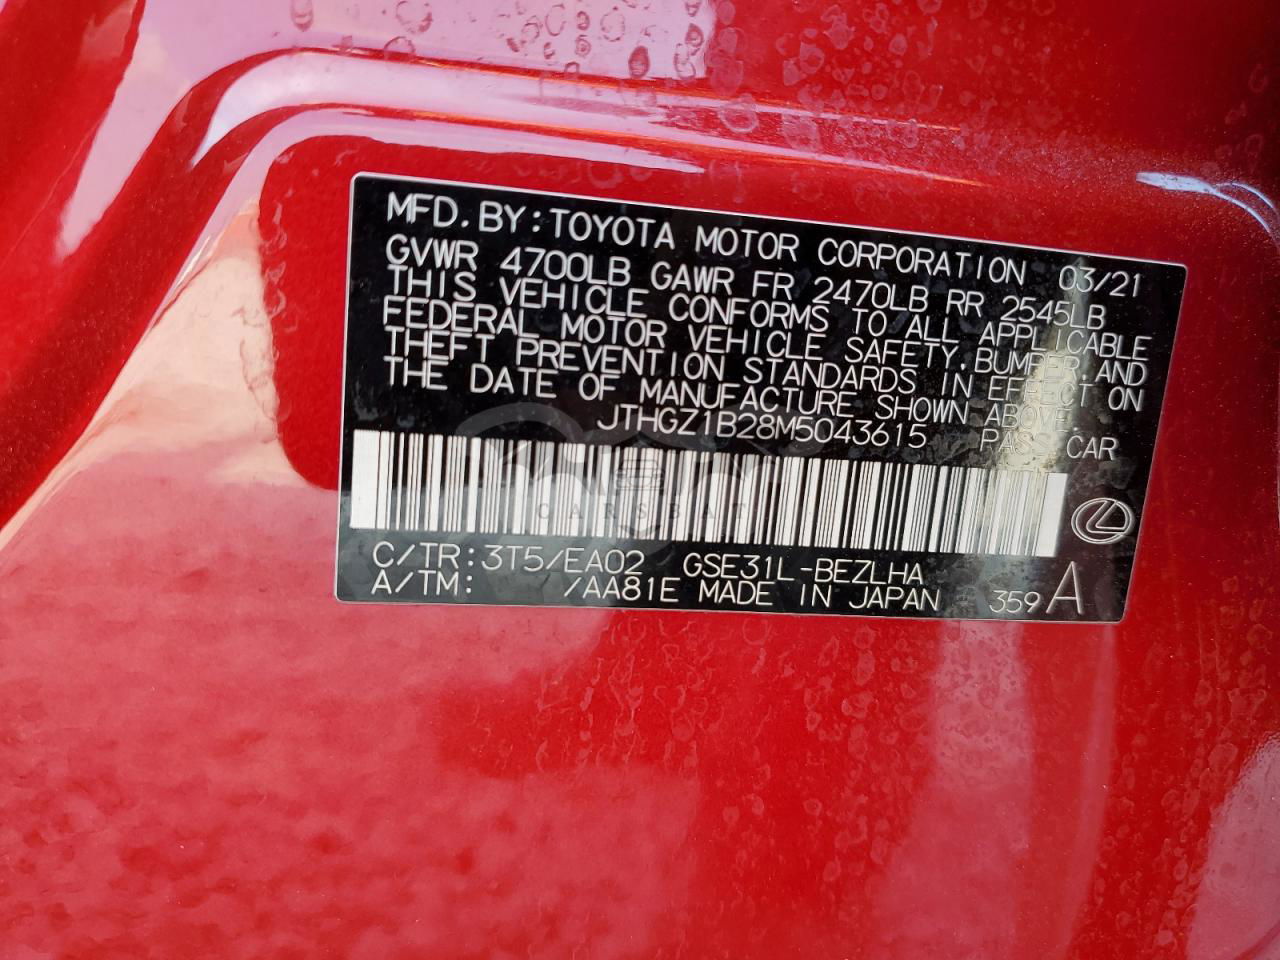 MFD. BY: TOYOTA MOTOR CORPORATION 03/21
GVWR 4700LB GAWR FR 2470LB RR 2545LB
THIS VEHICLE CONFORMS TO ALL APPLICABLE
FEDERAL MOTOR VEHICLE SAFETY, BUMPER, AND
THEFT PREVENTION STANDARDS IN EFFECT ON
THE DATE OF MANUFACTURE SHOWN ABOVE.
JTHGZ1B28M5043615 PASS CAR
CARSBAT
C/TR: 3T5/EA02 GSE31L-BEZLHA
A/TM: /AA81E MADE IN JAPAN 359 A